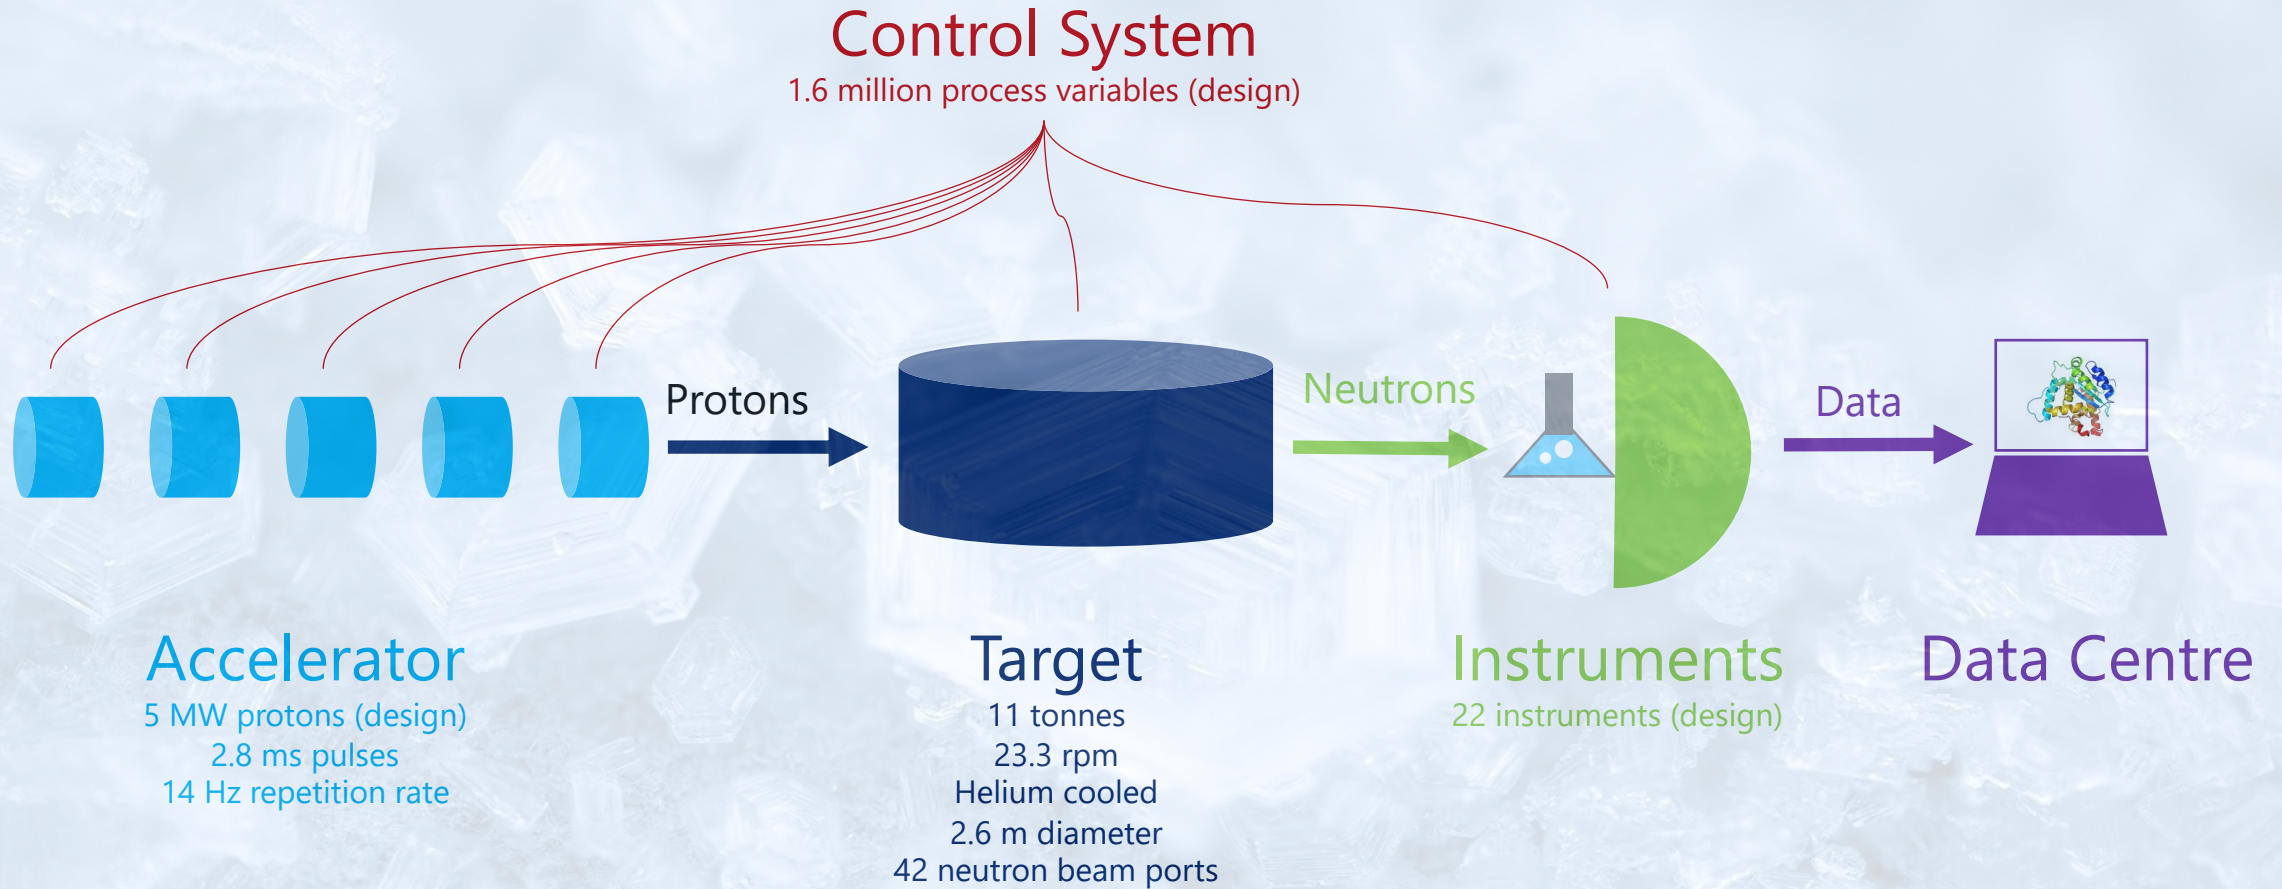 Control System
1.6 million process variables (design)
Protons
Neutrons
Data
Accelerator
5 MW protons (design)
2.8 ms pulses
14 Hz repetition rate
Target
11 tonnes
23.3 rpm
Helium cooled
2.6 m diameter
42 neutron beam ports
Instruments
22 instruments (design)
Data Centre